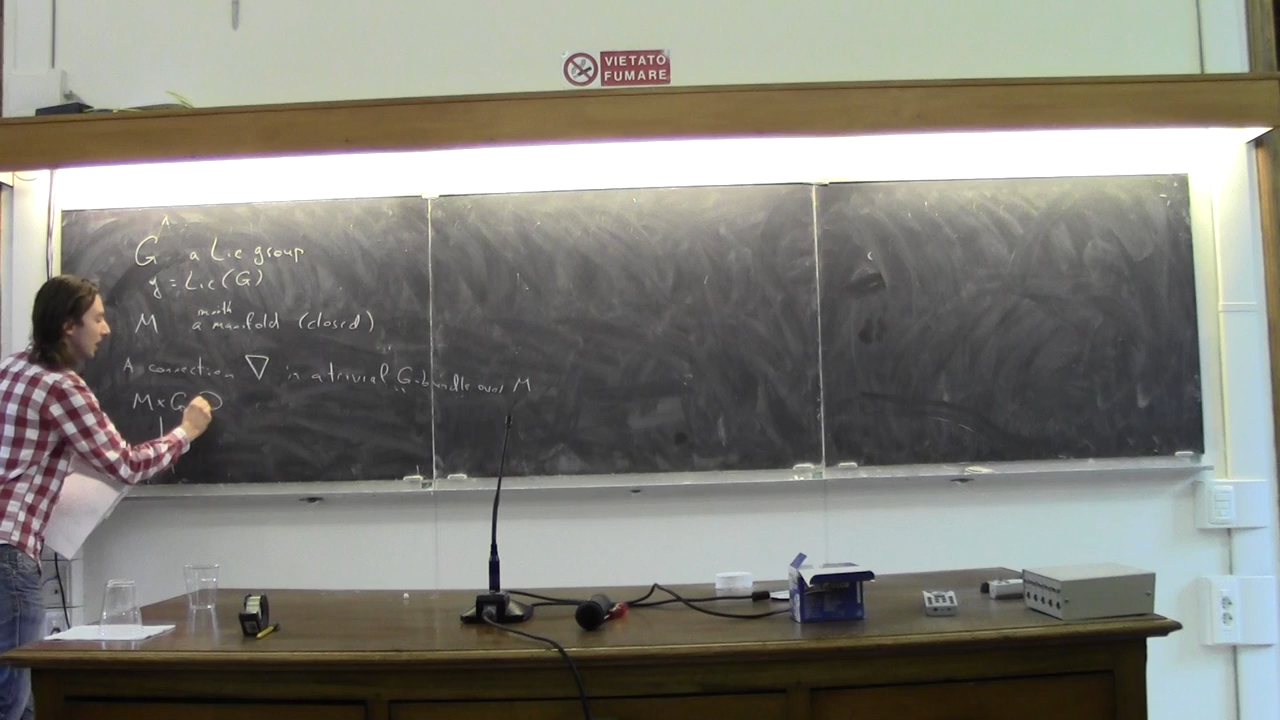 VIETATO
FUMARE
G a Lie group
g = Lie(G)
M a smooth manifold (closed)
A connection ∇ in a trivial G-bundle over M
M × G